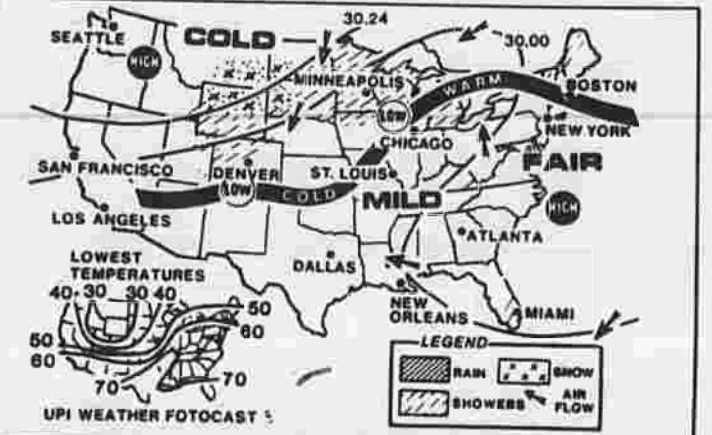 30.24
SEATTLE
COLD
HIGH
30.00
MINNEAPOLIS
WARM
BOSTON
LOW
NEW YORK
CHICAGO
SAN FRANCISCO
DENVER
ST. LOUIS
FAIR
LOW
COLD
MILD
HIGH
LOS ANGELES
ATLANTA
LOWEST
TEMPERATURES
DALLAS
40 30 30 40
50
NEW
ORLEANS
MIAMI
60
50
60
70
70
LEGEND
RAIN
SNOW
SHOWERS
AIR
FLOW
UPI WEATHER FOTOCAST